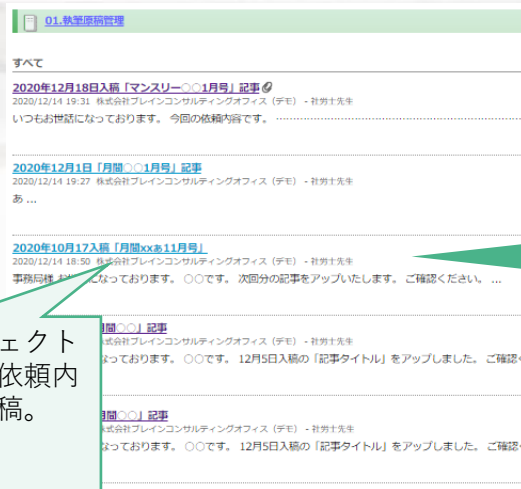 01.執筆原稿管理
すべて
2020年12月18日入稿「マンスリー○○1月号」記事
2020/12/14 19:31 株式会社ブレインコンサルティングオフィス（デモ） - 社労士先生
いつもお世話になっております。 今回の依頼内容です。
2020年12月1日「月間○○1月号」記事
2020/12/14 19:27 株式会社ブレインコンサルティングオフィス（デモ） - 社労士先生
あ ...
2020年10月17入稿「月間xxぁ11月号」
2020/12/14 18:50 株式会社ブレインコンサルティングオフィス（デモ） - 社労士先生
事務局様 になっております。 ○○です。 次回分の記事をアップいたします。 ご確認ください。 ...
間○○」記事
式会社ブレインコンサルティングオフィス（デモ） - 社労士先生
なっております。 ○○です。 12月5日入稿の「記事タイトル」をアップしました。 ご確認
ェクト
依頼内
稿。
間○○」記事
式会社ブレインコンサルティングオフィス（デモ） - 社労士先生
なっております。 ○○です。 12月5日入稿の「記事タイトル」をアップしました。 ご確認